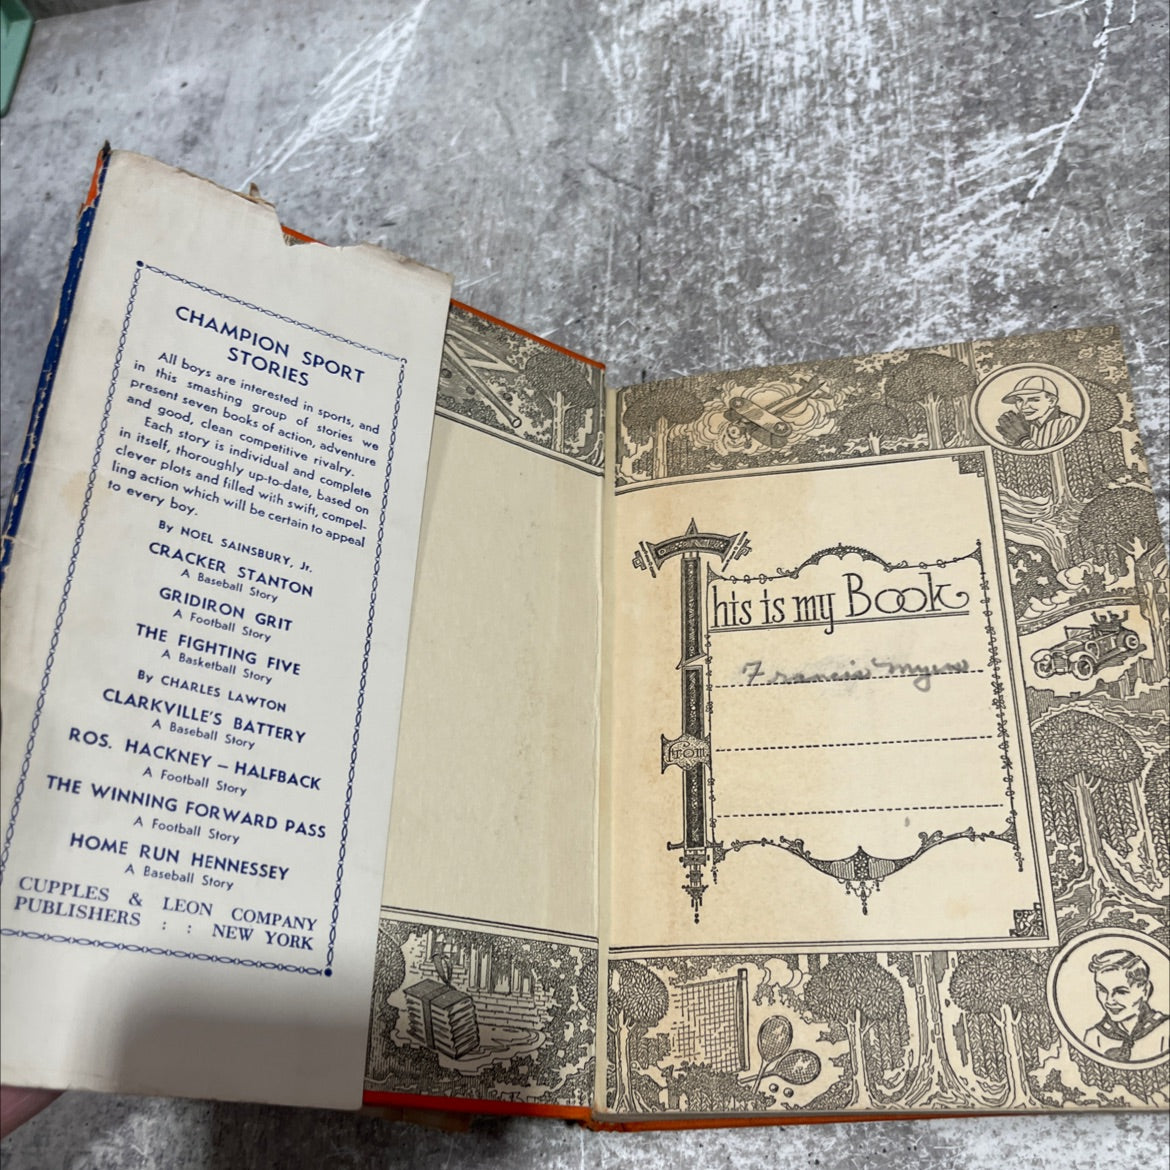 CHAMPION SPORT
STORIES
All boys are interested in sports, and
in this smashing group of stories we
present seven books of action, adventure
and good, clean competitive rivalry.
Each story is individual and complete
in itself, thoroughly up-to-date, based on
clever plots and filled with swift, compel-
ling action which will be certain to appeal
to every boy.
By NOEL SAINSBURY, Jr.
CRACKER STANTON
A Baseball Story
GRIDIRON GRIT
A Football Story
THE FIGHTING FIVE
A Basketball Story
By CHARLES LAWTON
CLARKVILLE'S BATTERY
A Baseball Story
ROS. HACKNEY – HALFBACK
A Football Story
THE WINNING FORWARD PASS
A Football Story
HOME RUN HENNESSEY
A Baseball Story
CUPPLES & LEON COMPANY
PUBLISHERS : : NEW YORK
This is my Book
Francis Myers
from